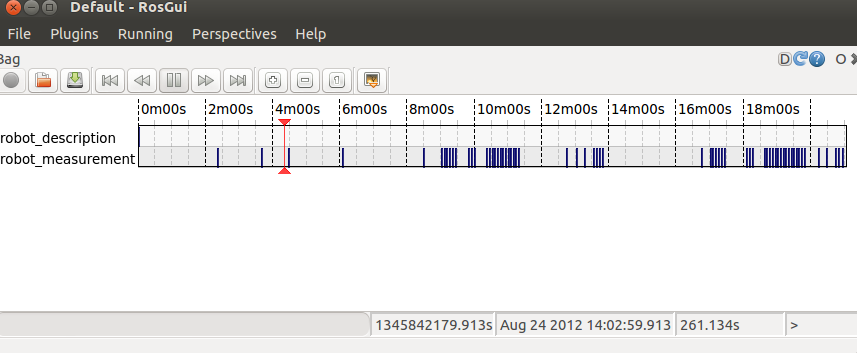 Default - RosGui
File Plugins Running Perspectives Help
Bag D ? O
1
0m00s 2m00s 4m00s 6m00s 8m00s 10m00s 12m00s 14m00s 16m00s 18m00s
robot_description
robot_measurement
1345842179.913s Aug 24 2012 14:02:59.913 261.134s >